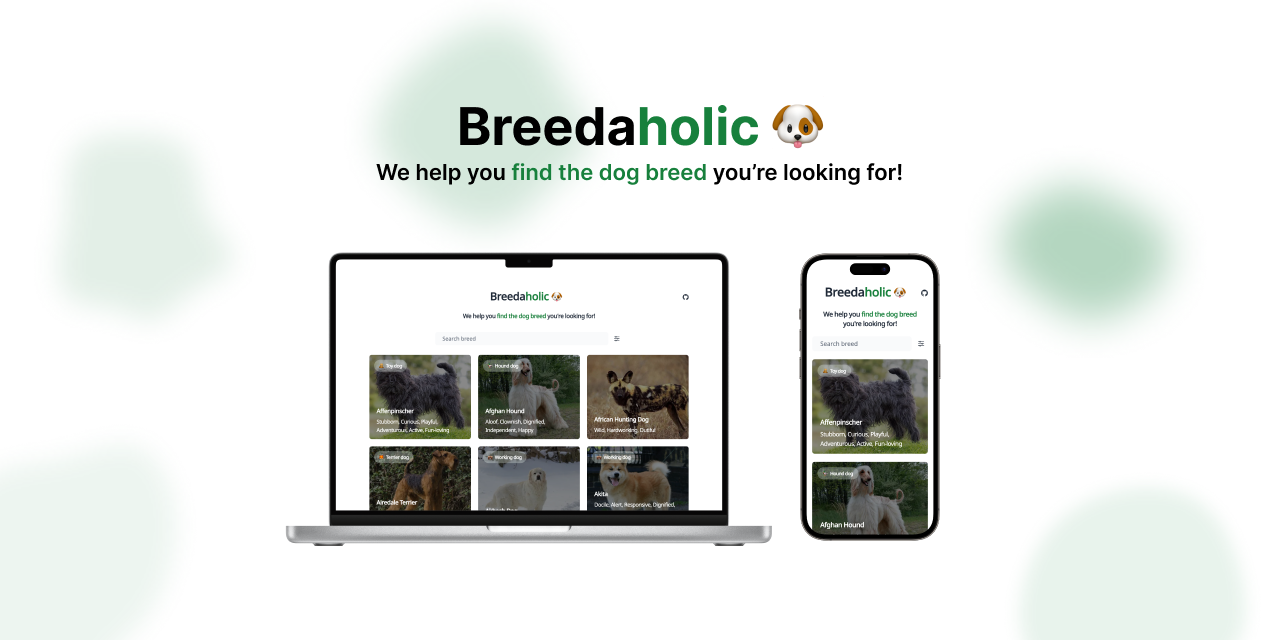 Breedaholic
We help you find the dog breed you're looking for!
Breedaholic
We help you find the dog breed you're looking for!
Search breed
Toy dog
Affenpinscher
Stubborn, Curious, Playful,
Adventurous, Active, Fun-loving
Hound dog
Afghan Hound
Aloof, Clownish, Dignified,
Independent, Happy
African Hunting Dog
Wild, Hardworking, Dutiful
Terrier dog
Airedale Terrier
Working dog
Working dog
Akita
Docile, Alert, Responsive, Dignified,
Breedaholic
We help you find the dog breed
you're looking for!
Search breed
Toy dog
Affenpinscher
Stubborn, Curious, Playful,
Adventurous, Active, Fun-loving
Hound dog
Afghan Hound